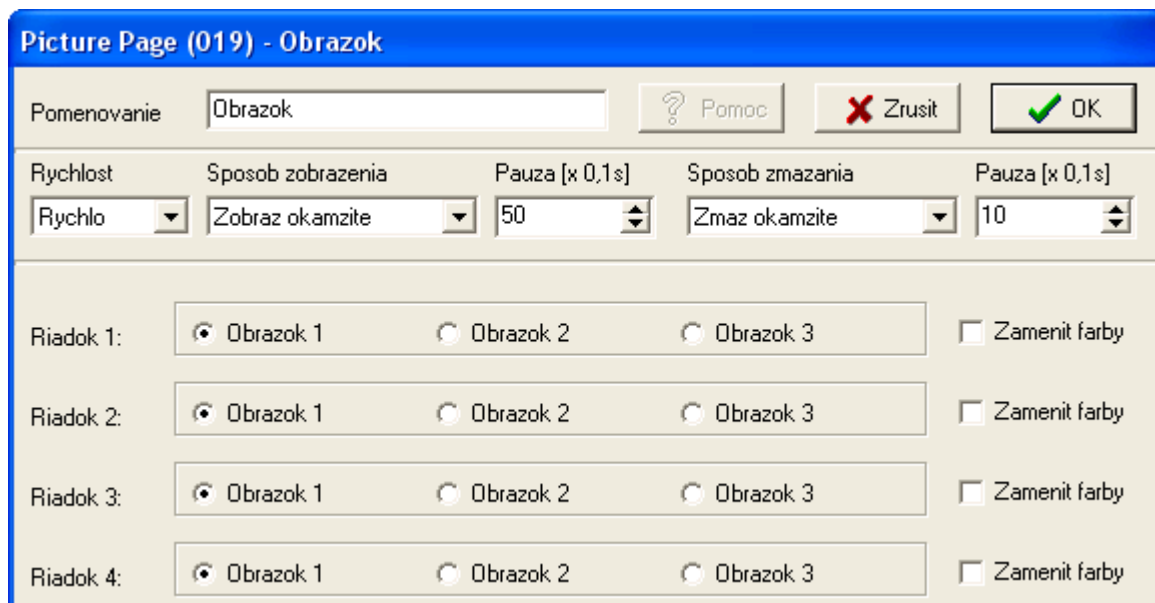 Picture Page (019) - Obrazok
Pomenovanie Obrazok ? Pomoc Zrusit OK
Rychlost Sposob zobrazenia Pauza [x 0,1s] Sposob zmazania Pauza [x 0,1s]
Rychlo Zobraz okamzite 50 Zmaz okamzite 10
Riadok 1: Obrazok 1 Obrazok 2 Obrazok 3 Zamenit farby
Riadok 2: Obrazok 1 Obrazok 2 Obrazok 3 Zamenit farby
Riadok 3: Obrazok 1 Obrazok 2 Obrazok 3 Zamenit farby
Riadok 4: Obrazok 1 Obrazok 2 Obrazok 3 Zamenit farby